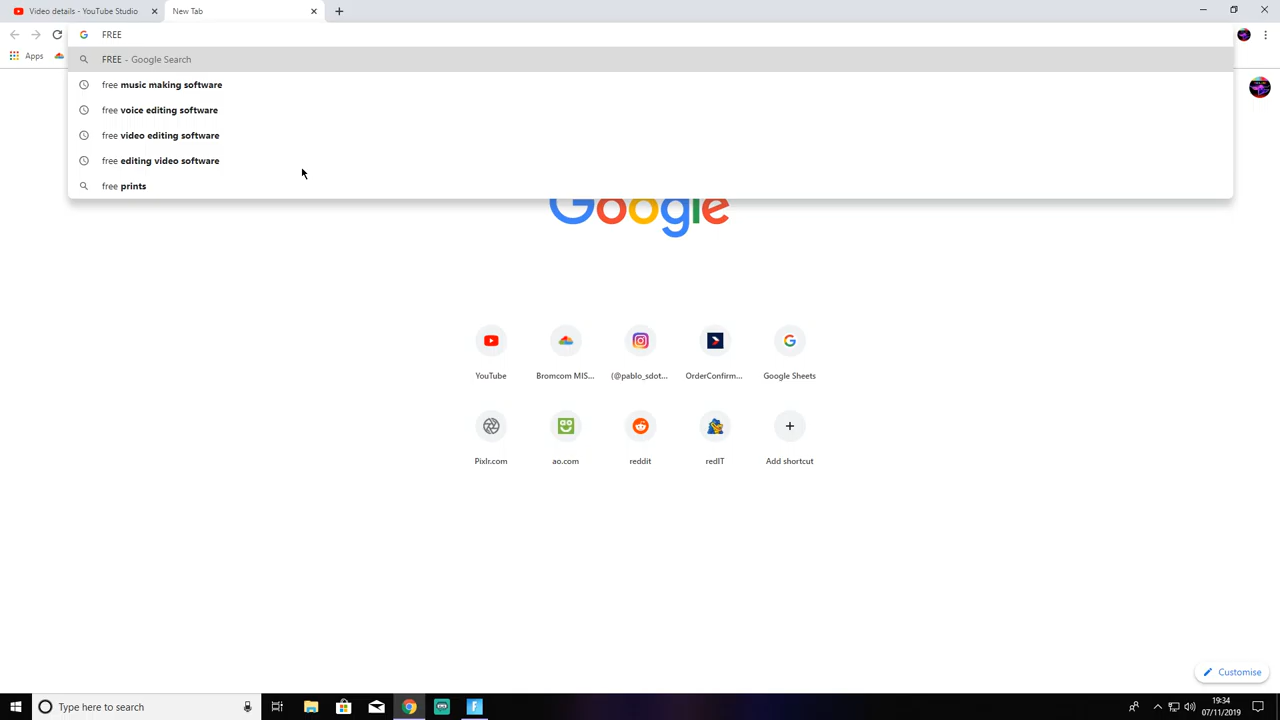 Video details - YouTube Studio
New Tab
FREE
Apps
FREE - Google Search
free music making software
free voice editing software
free video editing software
free editing video software
free prints
Google
YouTube
Bromcom MIS...
(@pablo_sdot...
OrderConfirm...
Google Sheets
Pixlr.com
ao.com
reddit
redIT
Add shortcut
Customise
Type here to search
19:34
07/11/2019